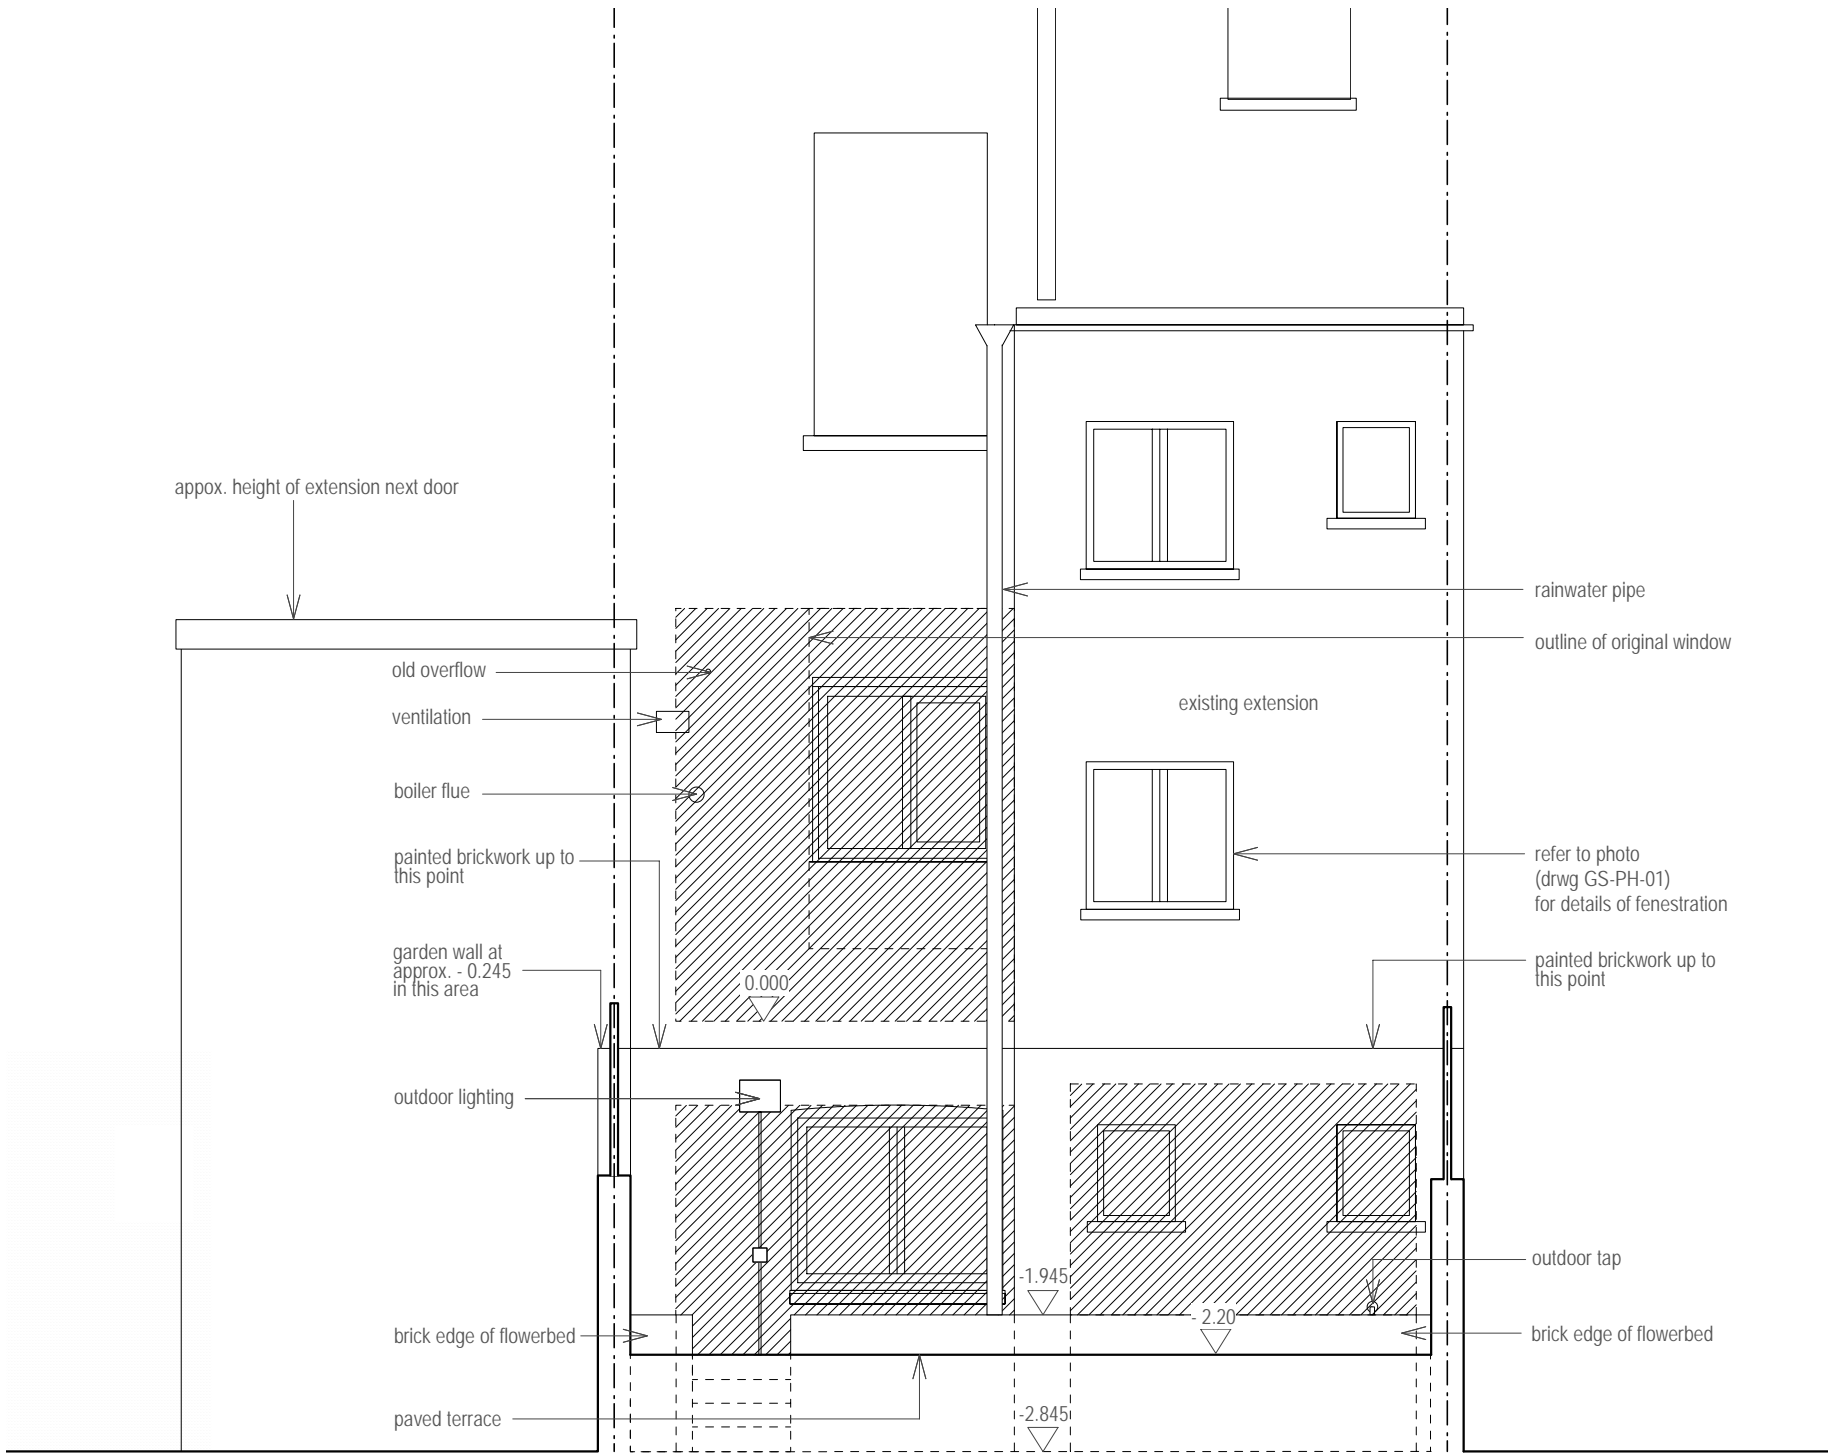 appox. height of extension next door
rainwater pipe
outline of original window
old overflow
existing extension
ventilation
boiler flue
painted brickwork up to
this point
refer to photo
(drwg GS-PH-01)
for details of fenestration
garden wall at
approx. - 0.245
in this area
painted brickwork up to
this point
0.000
outdoor lighting
outdoor tap
-1.945
- 2.20
brick edge of flowerbed
brick edge of flowerbed
paved terrace
-2.845